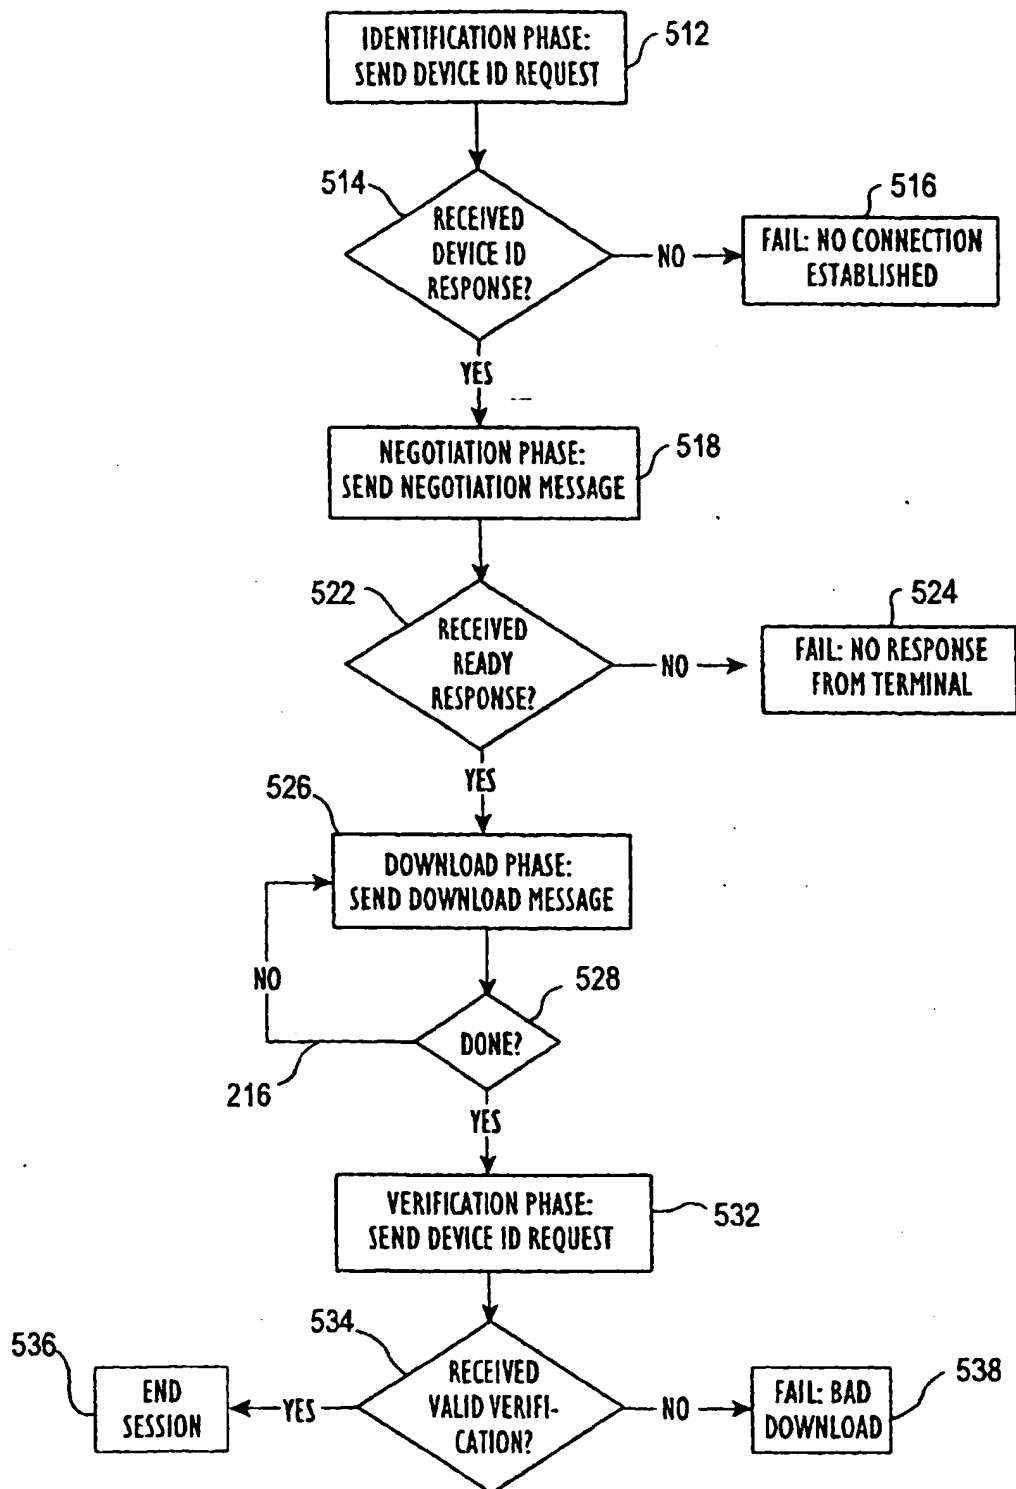 IDENTIFICATION PHASE:
SEND DEVICE ID REQUEST
512
514
RECEIVED
DEVICE ID
RESPONSE?
NO
516
FAIL: NO CONNECTION
ESTABLISHED
YES
NEGOTIATION PHASE:
SEND NEGOTIATION MESSAGE
518
522
RECEIVED
READY
RESPONSE?
NO
524
FAIL: NO RESPONSE
FROM TERMINAL
YES
526
DOWNLOAD PHASE:
SEND DOWNLOAD MESSAGE
NO
528
DONE?
216
YES
VERIFICATION PHASE:
SEND DEVICE ID REQUEST
532
534
RECEIVED
VALID VERIFI-
CATION?
YES
536
END
SESSION
NO
FAIL: BAD
DOWNLOAD
538